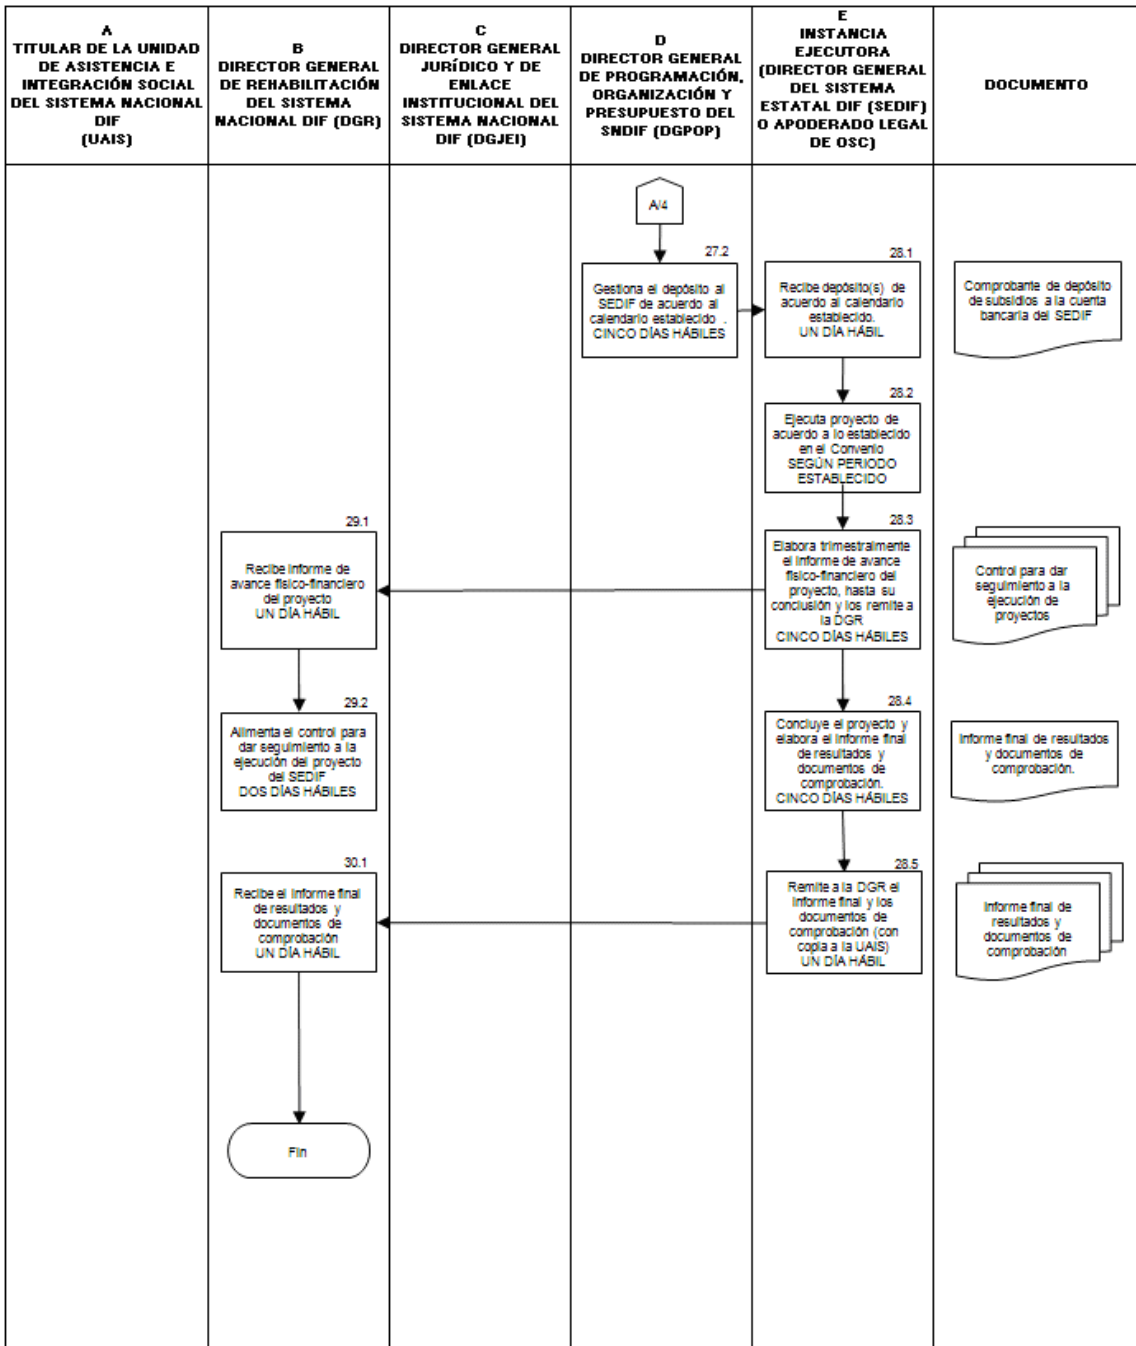 A
TITULAR DE LA UNIDAD
DE ASISTENCIA E
INTEGRACIÓN SOCIAL
DEL SISTEMA NACIONAL
DIF
(UAIS)
B
DIRECTOR GENERAL
DE REHABILITACIÓN
DEL SISTEMA
NACIONAL DIF (DGR)
C
DIRECTOR GENERAL
JURÍDICO Y DE
ENLACE
INSTITUCIONAL DEL
SISTEMA NACIONAL
DIF (DGJEI)
D
DIRECTOR GENERAL
DE PROGRAMACIÓN,
ORGANIZACIÓN Y
PRESUPUESTO DEL
SNDIF (DGPOP)
E
INSTANCIA
EJECUTORA
(DIRECTOR GENERAL
DEL SISTEMA
ESTATAL DIF (SEDIF)
O APODERADO LEGAL
DE OSC)
DOCUMENTO
A/4
27.2
Gestiona el depósito al
SEDIF de acuerdo al
calendario establecido .
CINCO DÍAS HÁBILES
28.1
Recibe depósito(s) de
acuerdo al calendario
establecido.
UN DÍA HÁBIL
Comprobante de depósito
de subsidios a la cuenta
bancaria del SEDIF
28.2
Ejecuta proyecto de
acuerdo a lo establecido
en el Convenio
SEGÚN PERIODO
ESTABLECIDO
29.1
Recibe informe de
avance físico-financiero
del proyecto
UN DÍA HÁBIL
28.3
Elabora trimestralmente
el informe de avance
físico-financiero del
proyecto, hasta su
conclusión y los remite a
la DGR
CINCO DÍAS HÁBILES
Control para dar
seguimiento a la
ejecución de
proyectos
29.2
Alimenta el control para
dar seguimiento a la
ejecución del proyecto
del SEDIF
DOS DÍAS HÁBILES
28.4
Concluye el proyecto y
elabora el informe final
de resultados y
documentos de
comprobación.
CINCO DÍAS HÁBILES
Informe final de resultados
y documentos de
comprobación.
30.1
Recibe el informe final
de resultados y
documentos de
comprobación
UN DÍA HÁBIL
28.5
Remite a la DGR el
informe final y los
documentos de
comprobación (con
copia a la UAIS)
UN DÍA HÁBIL
Informe final de
resultados y
documentos de
comprobación
Fin